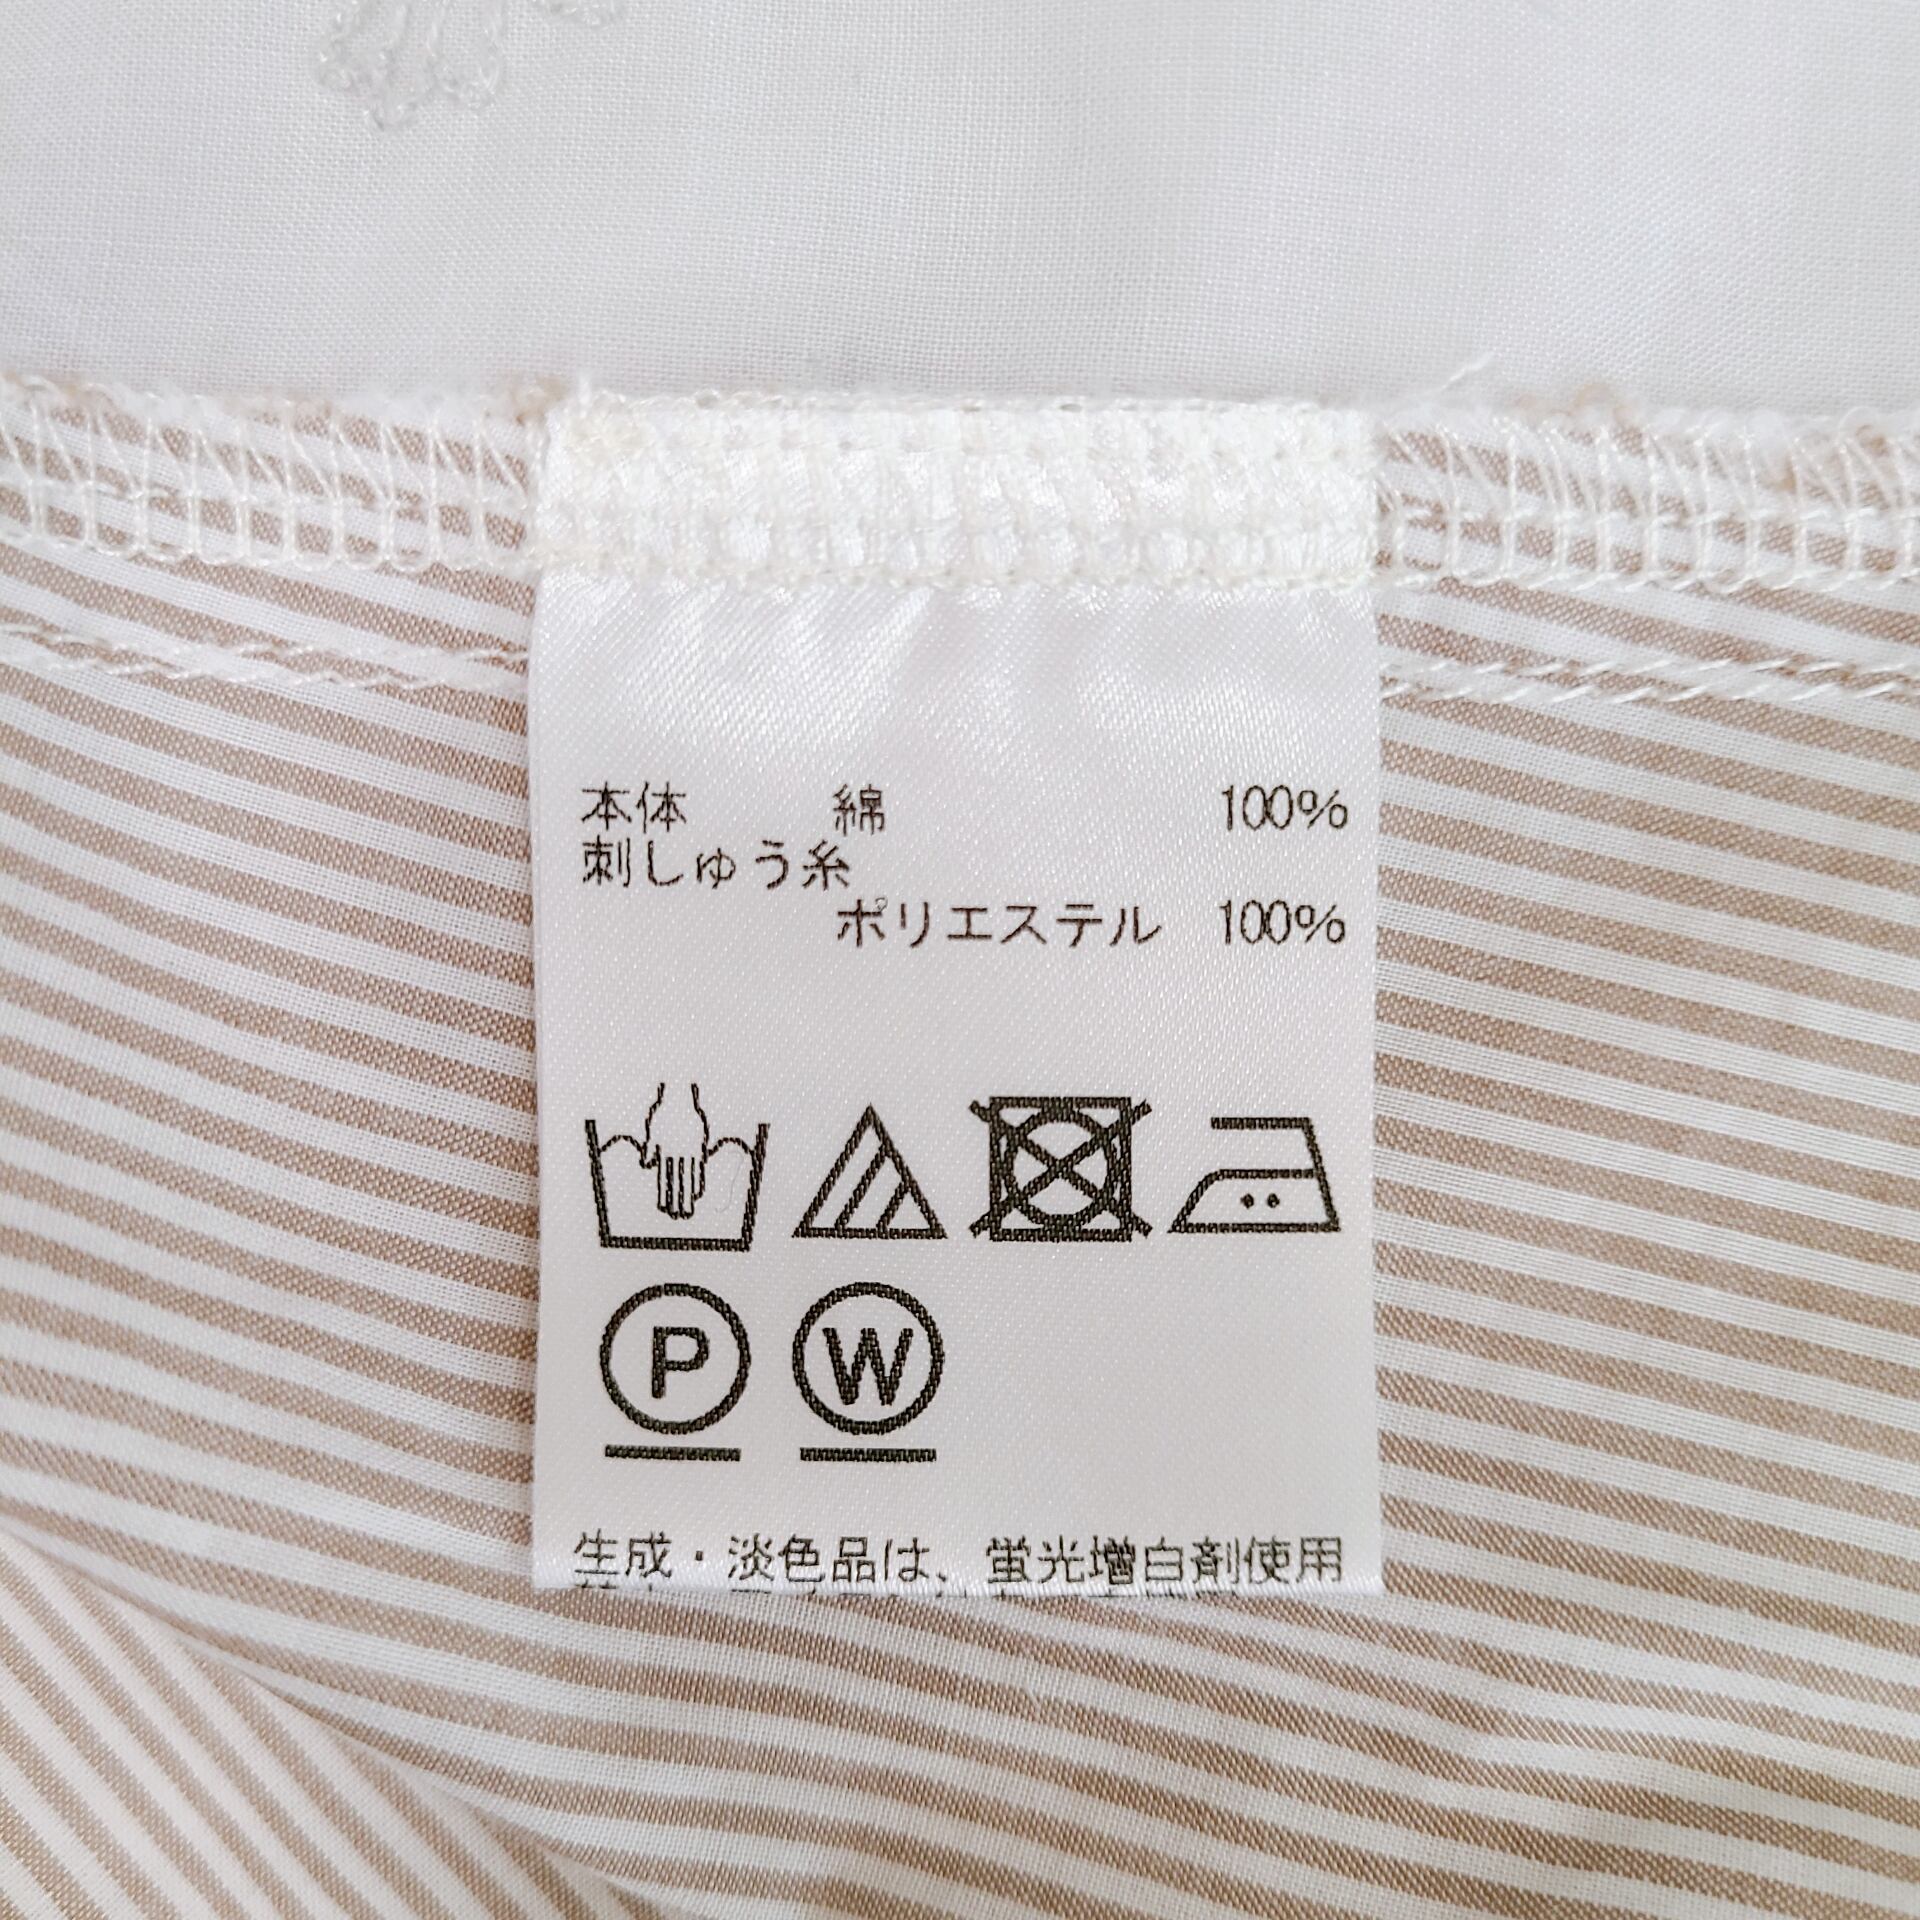 本体 綿 100%
刺しゅう糸
ポリエステル 100%
P W
生成・淡色品は、蛍光増白剤使用